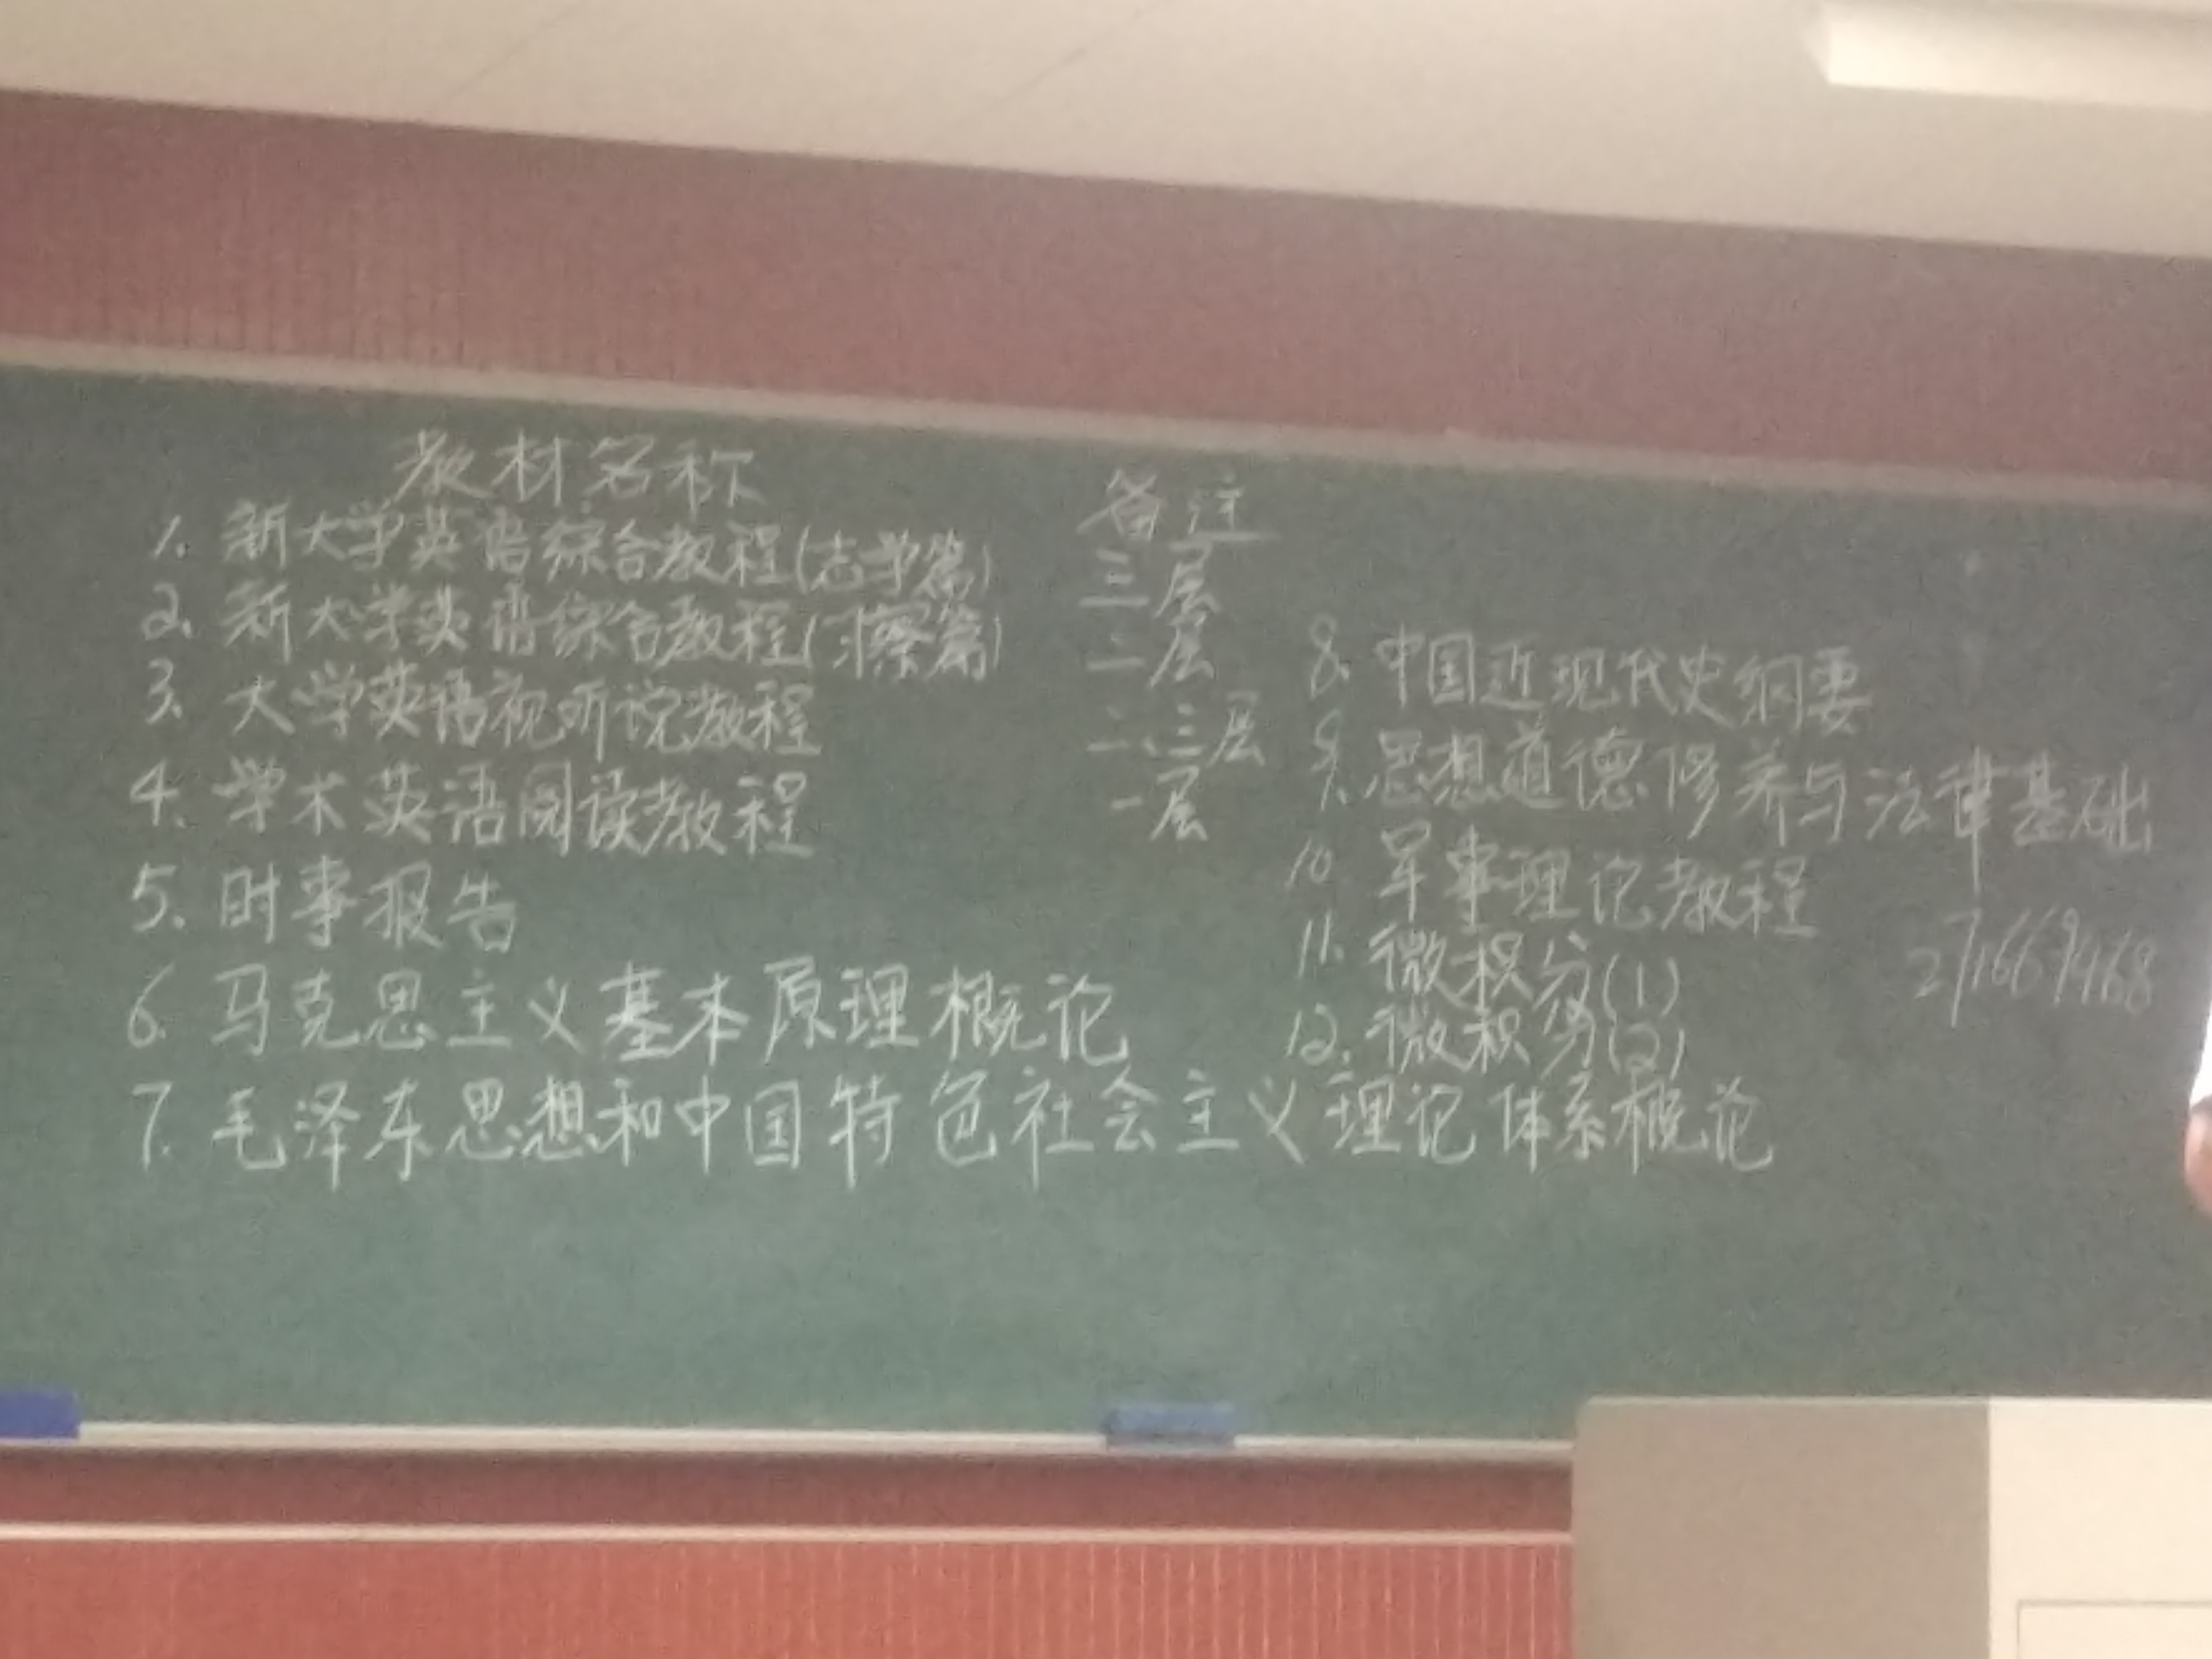 教材名称
备注
1. 新大学英语综合教程(志学篇) 三层
2. 新大学英语综合教程(习察篇) 二层
3. 大学英语视听说教程 二、三层
4. 学术英语阅读教程 一层
5. 时事报告
6. 马克思主义基本原理概论
7. 毛泽东思想和中国特色社会主义理论体系概论
8. 中国近现代史纲要
9. 思想道德修养与法律基础
10. 军事理论教程
11. 微积分(1)
12. 微积分(2)